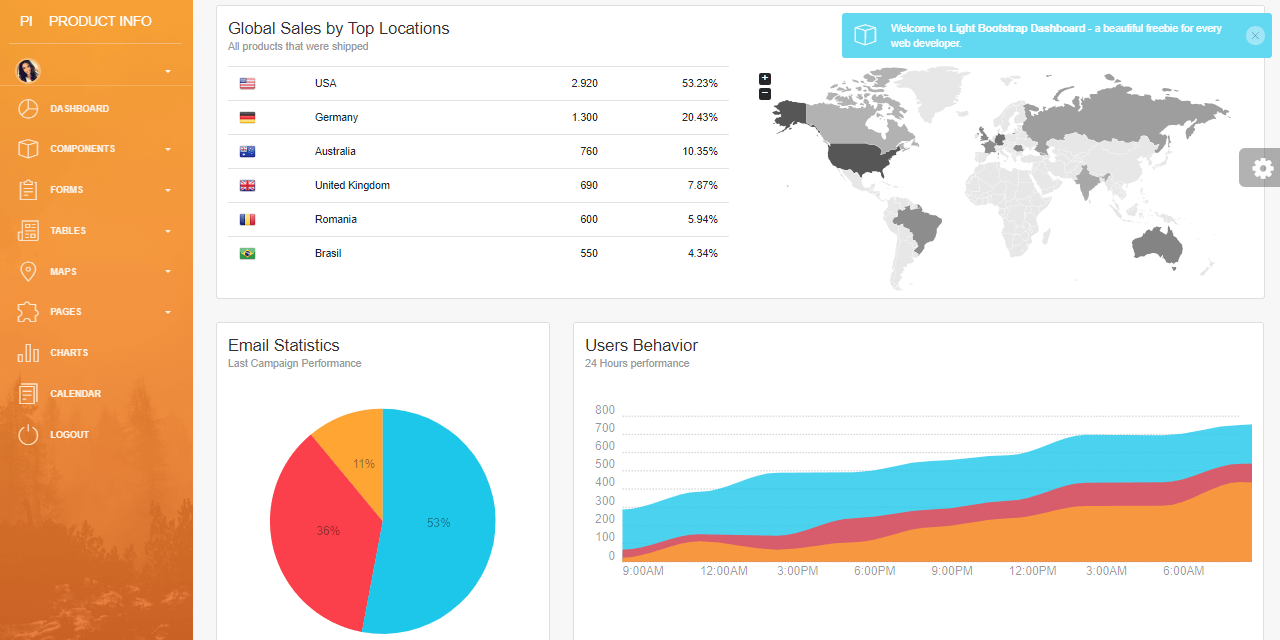 PI PRODUCT INFO
DASHBOARD
COMPONENTS
FORMS
TABLES
MAPS
PAGES
CHARTS
CALENDAR
LOGOUT
Global Sales by Top Locations
All products that were shipped
USA 2.920 53.23%
Germany 1.300 20.43%
Australia 760 10.35%
United Kingdom 690 7.87%
Romania 600 5.94%
Brasil 550 4.34%
+
−
Welcome to Light Bootstrap Dashboard - a beautiful freebie for every
web developer.
Email Statistics
Last Campaign Performance
11%
36%
53%
Users Behavior
24 Hours performance
800
700
600
500
400
300
200
100
0
9:00AM 12:00AM 3:00PM 6:00PM 9:00PM 12:00PM 3:00AM 6:00AM